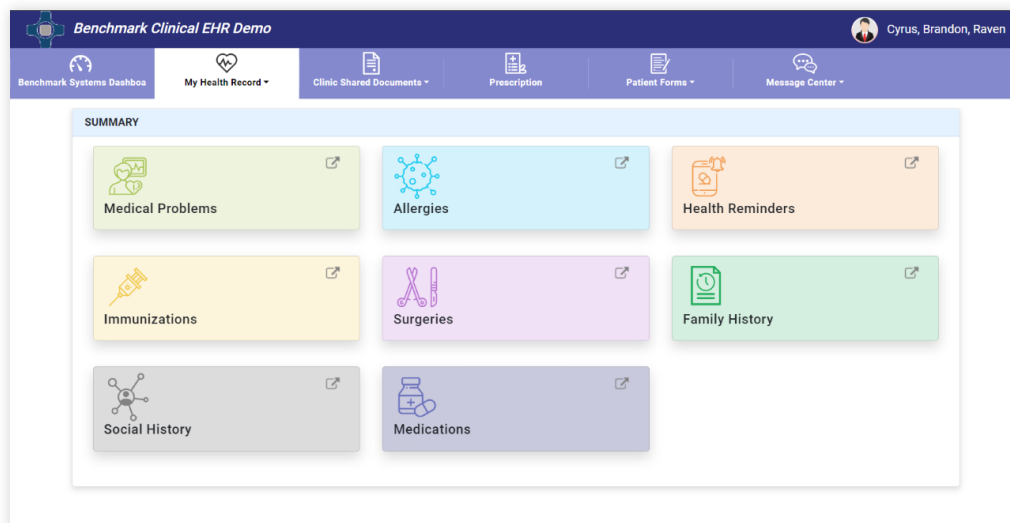 Benchmark Clinical EHR Demo
Cyrus, Brandon, Raven
Benchmark Systems Dashboa
My Health Record
Clinic Shared Documents
Prescription
Patient Forms
Message Center
SUMMARY
Medical Problems
Allergies
Health Reminders
Immunizations
Surgeries
Family History
Social History
Medications